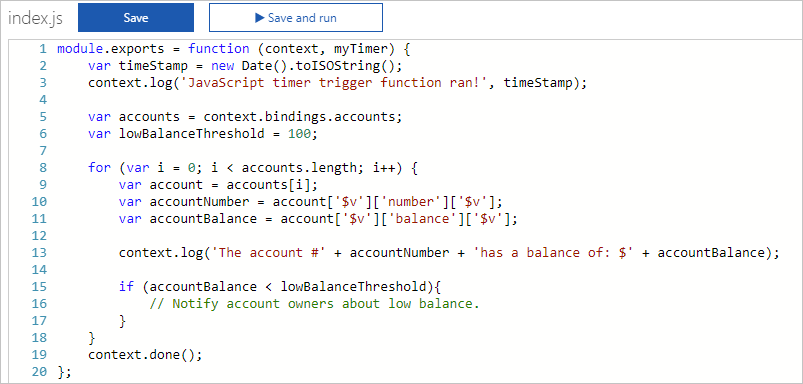 index.js Save Save and run
1 module.exports = function (context, myTimer) {
2     var timeStamp = new Date().toISOString();
3     context.log('JavaScript timer trigger function ran!', timeStamp);
4
5     var accounts = context.bindings.accounts;
6     var lowBalanceThreshold = 100;
7
8     for (var i = 0; i < accounts.length; i++) {
9         var account = accounts[i];
10         var accountNumber = account['$v']['number']['$v'];
11         var accountBalance = account['$v']['balance']['$v'];
12
13         context.log('The account #' + accountNumber + 'has a balance of: $' + accountBalance);
14
15         if (accountBalance < lowBalanceThreshold){
16             // Notify account owners about low balance.
17         }
18     }
19     context.done();
20 };